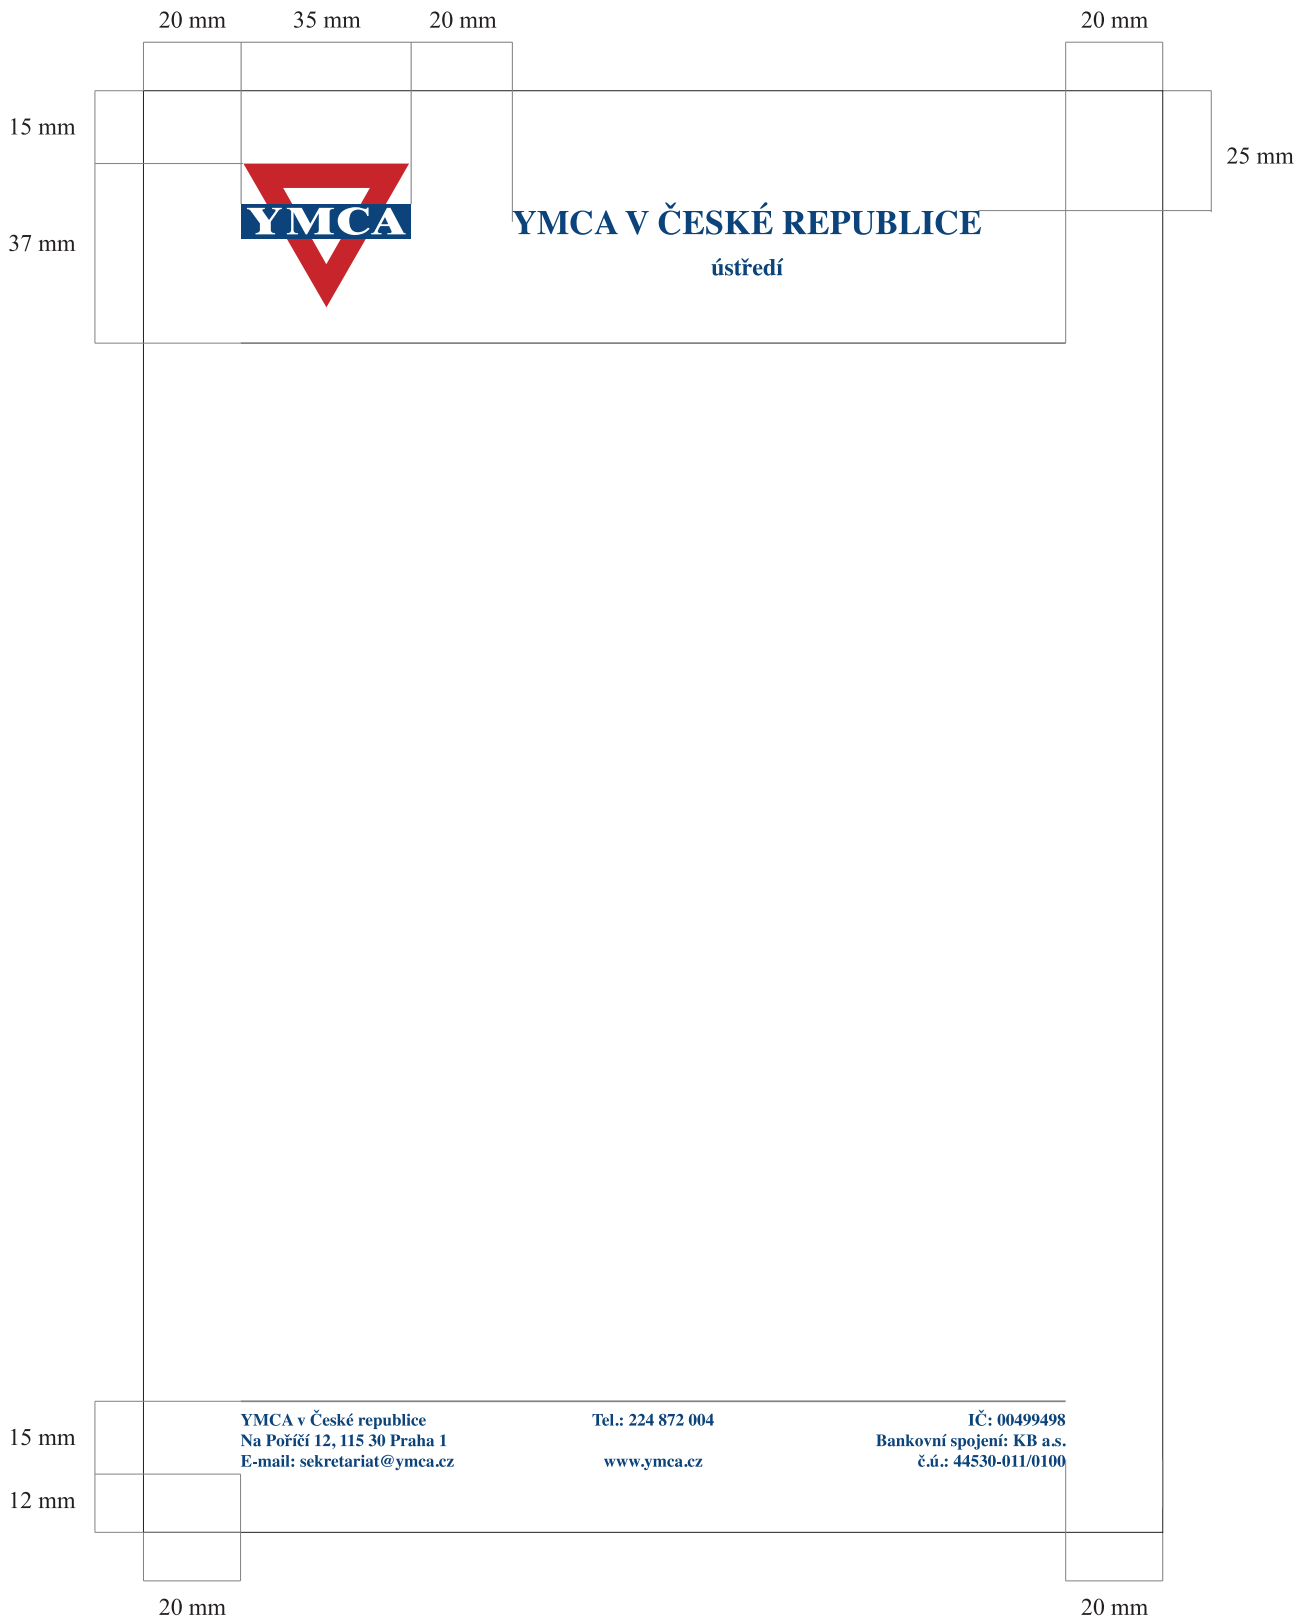 20 mm 35 mm 20 mm 20 mm
15 mm
25 mm
YMCA
YMCA V ČESKÉ REPUBLICE
37 mm
ústředí
YMCA v České republice Tel.: 224 872 004 IČ: 00499498
15 mm
Na Poříčí 12, 115 30 Praha 1 Bankovní spojení: KB a.s.
E-mail: sekretariat@ymca.cz www.ymca.cz č.ú.: 44530-011/0100
12 mm
20 mm 20 mm